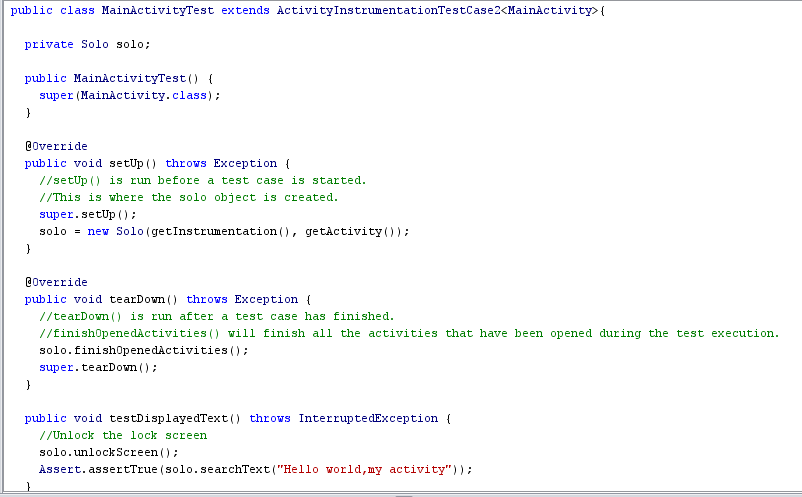 public class MainActivityTest extends ActivityInstrumentationTestCase2<MainActivity>{
private Solo solo;
public MainActivityTest() {
super(MainActivity.class);
}
@Override
public void setUp() throws Exception {
//setUp() is run before a test case is started.
//This is where the solo object is created.
super.setUp();
solo = new Solo(getInstrumentation(), getActivity());
}
@Override
public void tearDown() throws Exception {
//tearDown() is run after a test case has finished.
//finishOpenedActivities() will finish all the activities that have been opened during the test execution.
solo.finishOpenedActivities();
super.tearDown();
}
public void testDisplayedText() throws InterruptedException {
//Unlock the lock screen
solo.unlockScreen();
Assert.assertTrue(solo.searchText("Hello world,my activity"));
}